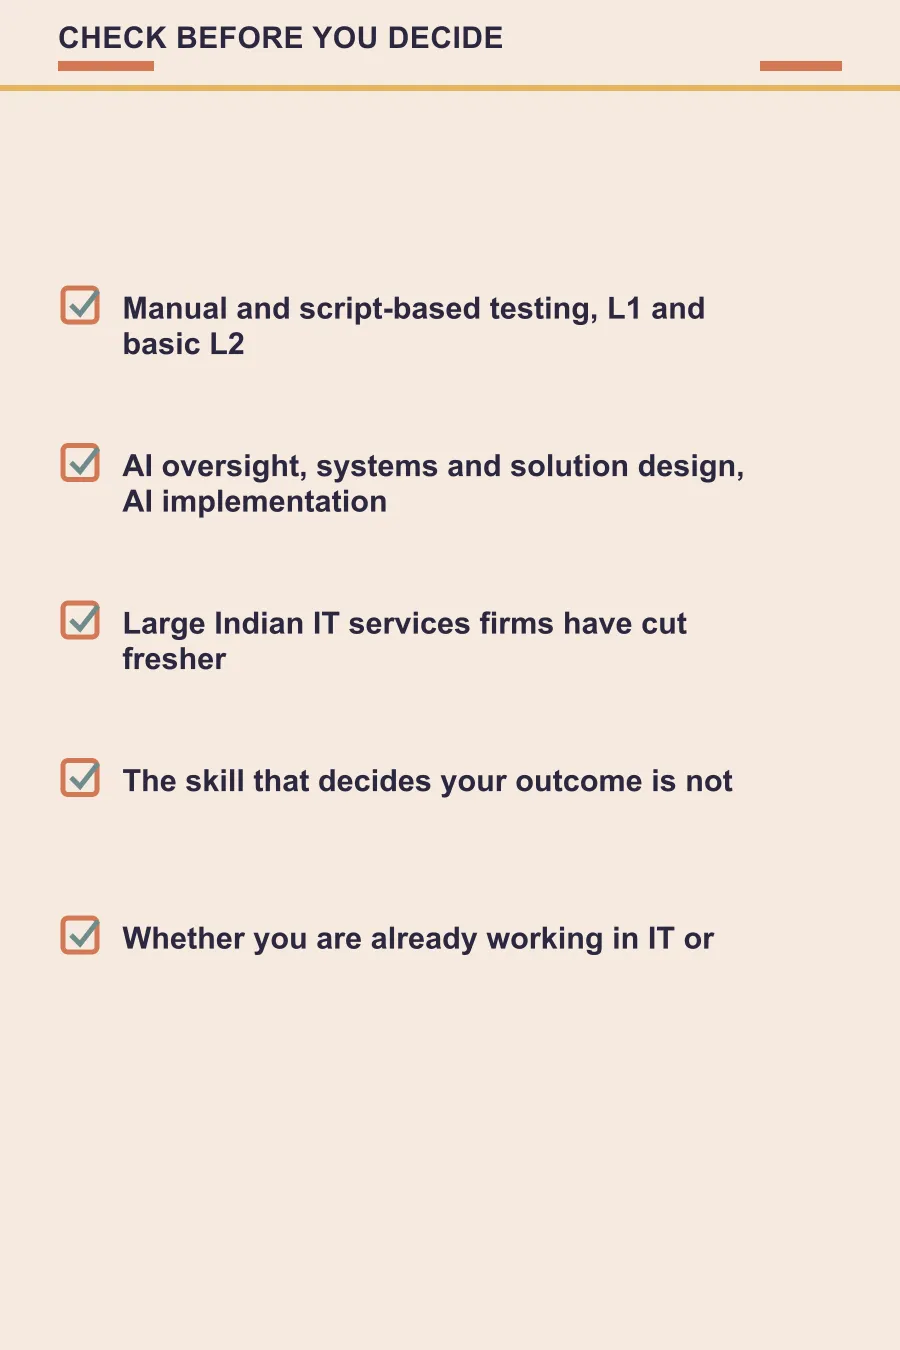 CHECK BEFORE YOU DECIDE
Manual and script-based testing, L1 and
basic L2
AI oversight, systems and solution design,
AI implementation
Large Indian IT services firms have cut
fresher
The skill that decides your outcome is not
Whether you are already working in IT or